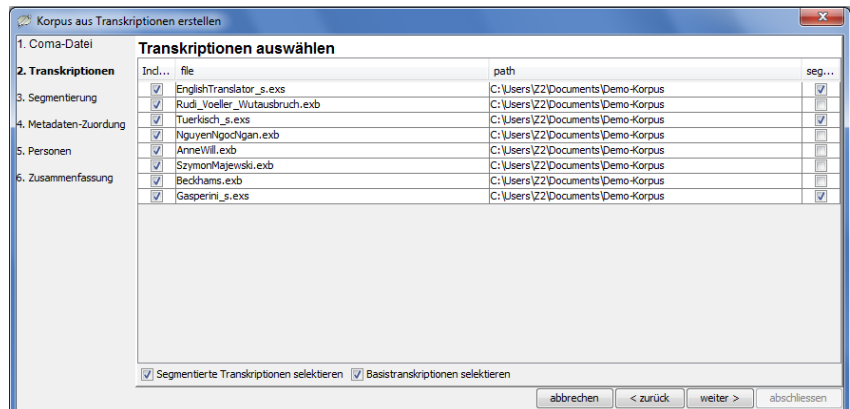 Korpus aus Transkriptionen erstellen
1. Coma-Datei
2. Transkriptionen
3. Segmentierung
4. Metadaten-Zuordung
5. Personen
6. Zusammenfassung
Transkriptionen auswählen
Ind... file path seg...
EnglishTranslator_s.exs C:\Users\Z2\Documents\Demo-Korpus
Rudi_Voeller_Wutausbruch.exb C:\Users\Z2\Documents\Demo-Korpus
Tuerkisch_s.exs C:\Users\Z2\Documents\Demo-Korpus
NguyenNgocNgan.exb C:\Users\Z2\Documents\Demo-Korpus
AnneWill.exb C:\Users\Z2\Documents\Demo-Korpus
SzymonMajewski.exb C:\Users\Z2\Documents\Demo-Korpus
Beckhams.exb C:\Users\Z2\Documents\Demo-Korpus
Gasperini_s.exs C:\Users\Z2\Documents\Demo-Korpus
Segmentierte Transkriptionen selektieren Basistranskriptionen selektieren
abbrechen < zurück weiter > abschliessen